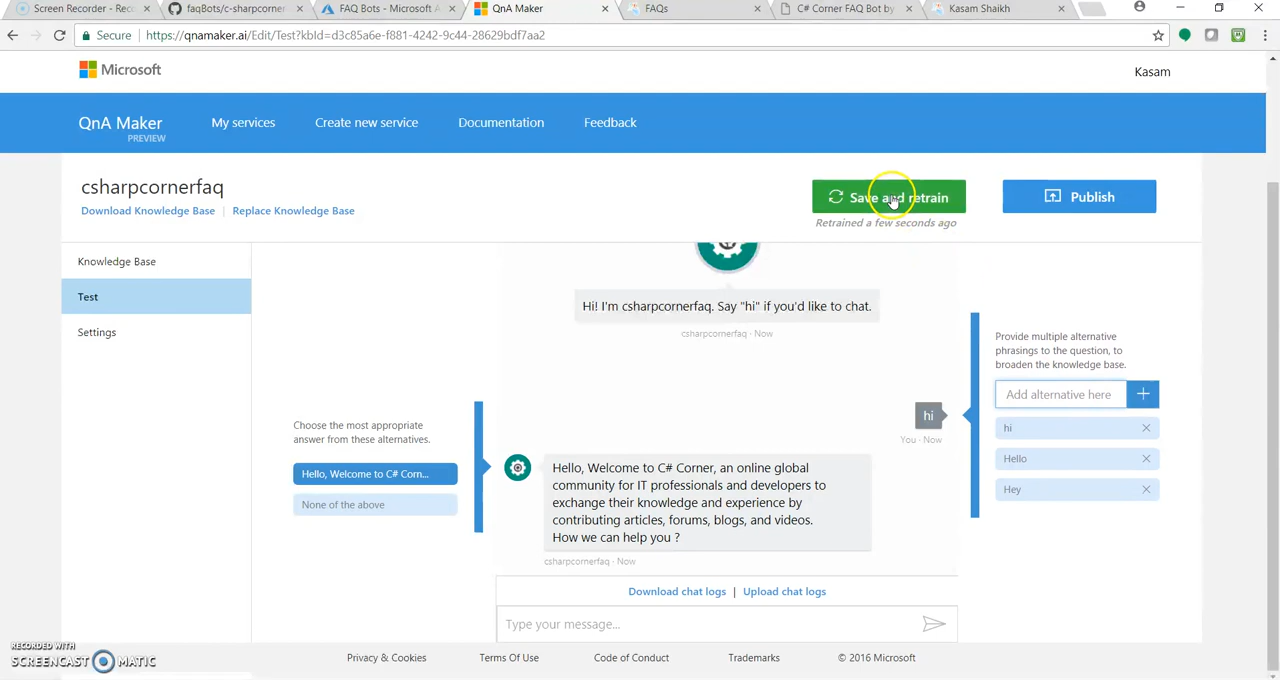 Screen Recorder - Rec
faqBots/c-sharpcorner
FAQ Bots - Microsoft A
QnA Maker
FAQs
C# Corner FAQ Bot by
Kasam Shaikh
Secure
https://qnamaker.ai/Edit/Test?kbId=d3c85a6e-f881-4242-9c44-28629bdf7aa2
Microsoft
Kasam
QnA Maker
PREVIEW
My services
Create new service
Documentation
Feedback
csharpcornerfaq
Download Knowledge Base | Replace Knowledge Base
Save and retrain
Retrained a few seconds ago
Publish
Knowledge Base
Test
Settings
Hi! I'm csharpcornerfaq. Say "hi" if you'd like to chat.
csharpcornerfaq · Now
Provide multiple alternative
phrasings to the question, to
broaden the knowledge base.
Add alternative here
hi
Hello
Hey
hi
You · Now
Choose the most appropriate
answer from these alternatives.
Hello, Welcome to C# Corn...
None of the above
Hello, Welcome to C# Corner, an online global
community for IT professionals and developers to
exchange their knowledge and experience by
contributing articles, forums, blogs, and videos.
How we can help you ?
csharpcornerfaq · Now
Download chat logs | Upload chat logs
Type your message...
RECORDED WITH
SCREENCAST MATIC
Privacy & Cookies
Terms Of Use
Code of Conduct
Trademarks
© 2016 Microsoft